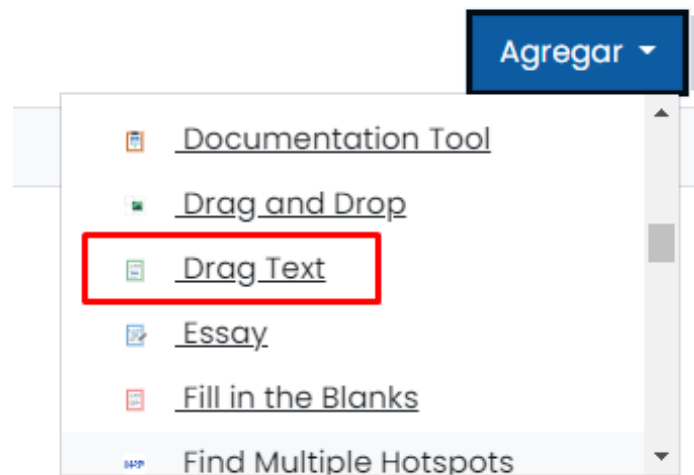 Agregar
Documentation Tool
Drag and Drop
Drag Text
Essay
Fill in the Blanks
Find Multiple Hotspots